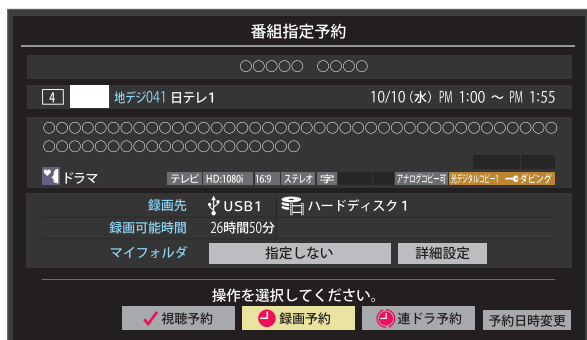 番組指定予約
○○○○○ ○○○○
4 地デジ041 日テレ1 10/10 (水) PM 1:00 ～ PM 1:55
○○○○○○○○○○○○○○○○○○○○○○○○○○○○○○○○○○○○○○○○
○○○○○○○○○○○○○○○○○○○○
ドラマ テレビ HD:1080i 16:9 ステレオ 字 アナログコピー可 光デジタルコピー1 ダビング
録画先 USB1 ハードディスク1
録画可能時間 26時間50分
マイフォルダ 指定しない 詳細設定
操作を選択してください。
視聴予約 録画予約 連ドラ予約 予約日時変更